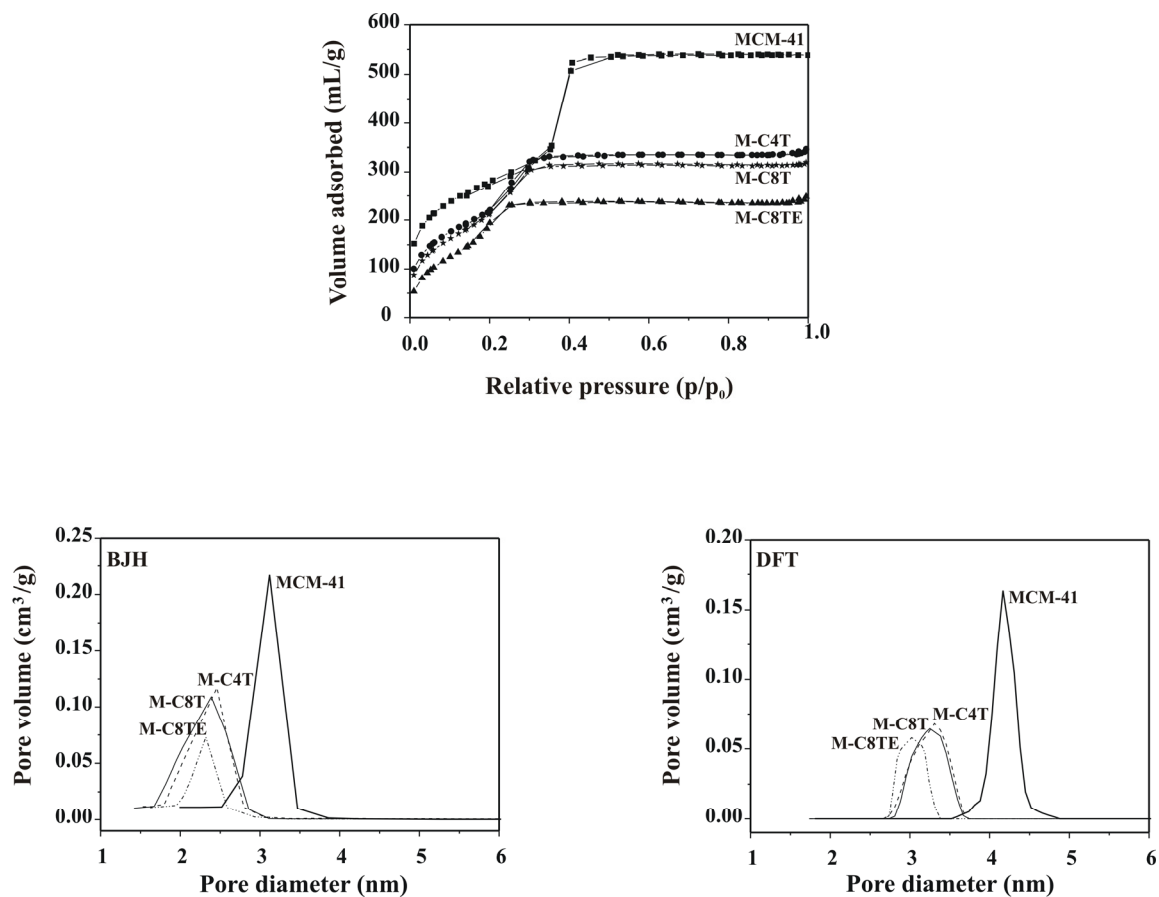 600
500
400
300
200
100
0
Volume adsorbed (mL/g)
MCM-41
M-C4T
M-C8T
M-C8TE
0.0 0.2 0.4 0.6 0.8 1.0
Relative pressure (p/p₀)
BJH
0.25
0.20
0.15
0.10
0.05
0.00
Pore volume (cm³/g)
MCM-41
M-C4T
M-C8T
M-C8TE
1 2 3 4 5 6
Pore diameter (nm)
DFT
0.20
0.15
0.10
0.05
0.00
Pore volume (cm³/g)
MCM-41
M-C4T
M-C8T
M-C8TE
1 2 3 4 5 6
Pore diameter (nm)